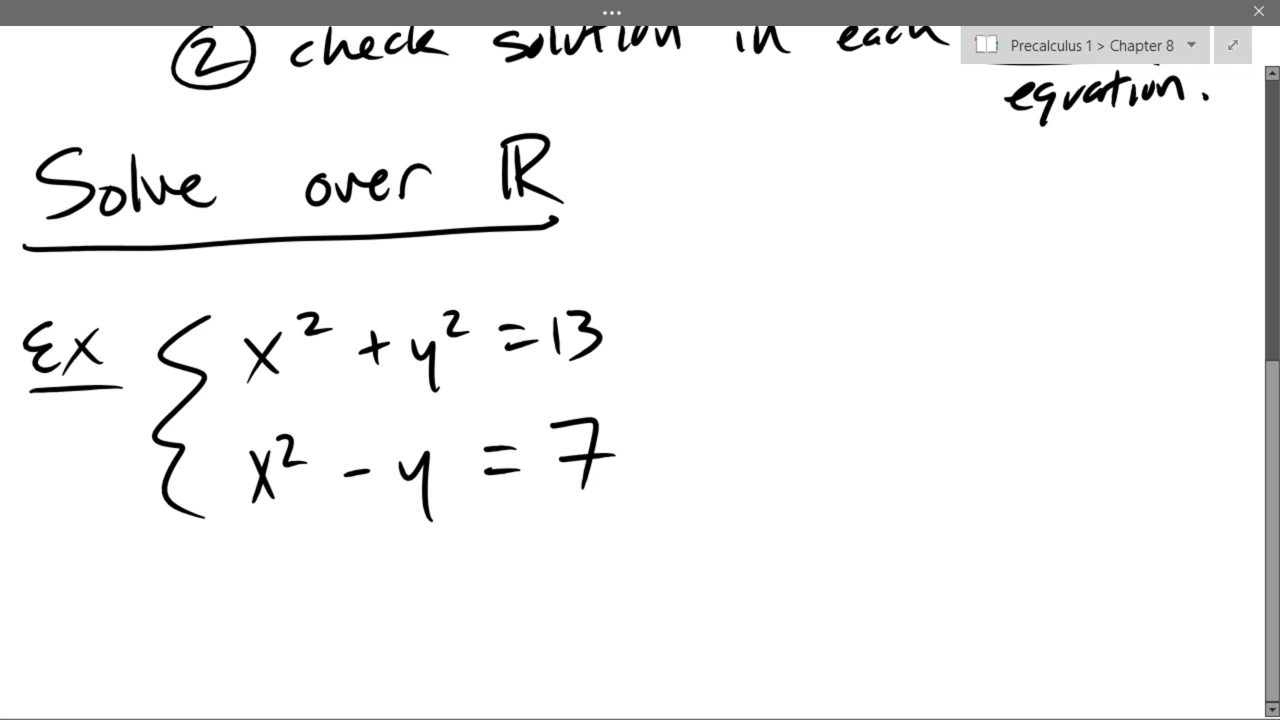 ② check solution in each
Precalculus 1 > Chapter 8
equation.
Solve over ℝ
Ex { x² + y² = 13
x² - y = 7